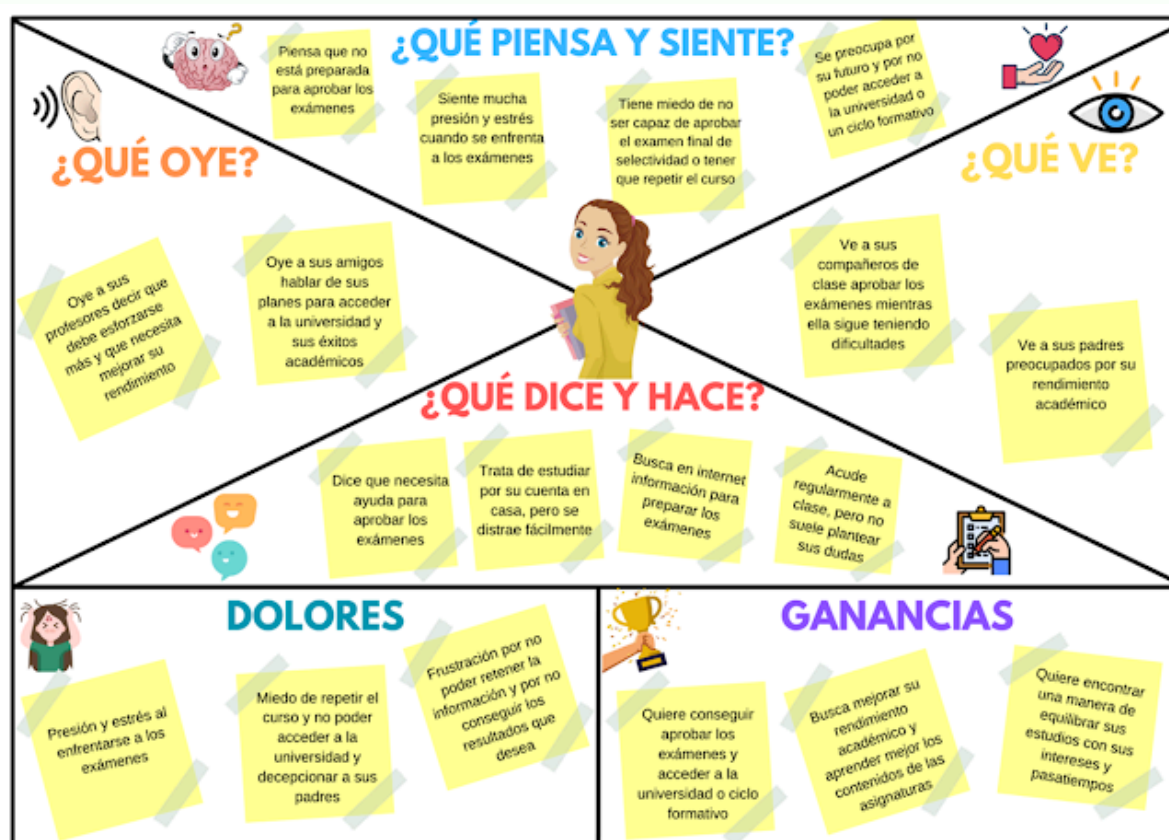 ¿QUÉ PIENSA Y SIENTE?
Piensa que no
está preparada
para aprobar los
exámenes
Siente mucha
presión y estrés
cuando se enfrenta
a los exámenes
Tiene miedo de no
ser capaz de aprobar
el examen final de
selectividad o tener
que repetir el curso
Se preocupa por
su futuro y por no
poder acceder a
la universidad o
un ciclo formativo
¿QUÉ OYE?
Oye a sus
profesores decir que
debe esforzarse
más y que necesita
mejorar su
rendimiento
Oye a sus amigos
hablar de sus
planes para acceder
a la universidad y
sus éxitos
académicos
¿QUÉ VE?
Ve a sus
compañeros de
clase aprobar los
exámenes mientras
ella sigue teniendo
dificultades
Ve a sus padres
preocupados por su
rendimiento
académico
¿QUÉ DICE Y HACE?
Dice que necesita
ayuda para
aprobar los
exámenes
Trata de estudiar
por su cuenta en
casa, pero se
distrae fácilmente
Busca en internet
información para
preparar los
exámenes
Acude
regularmente a
clase, pero no
suele plantear
sus dudas
DOLORES
Presión y estrés al
enfrentarse a los
exámenes
Miedo de repetir el
curso y no poder
acceder a la
universidad y
decepcionar a sus
padres
Frustración por no
poder retener la
información y por no
conseguir los
resultados que
desea
GANANCIAS
Quiere conseguir
aprobar los
exámenes y
acceder a la
universidad o ciclo
formativo
Busca mejorar su
rendimiento
académico y
aprender mejor los
contenidos de las
asignaturas
Quiere encontrar
una manera de
equilibrar sus
estudios con sus
intereses y
pasatiempos